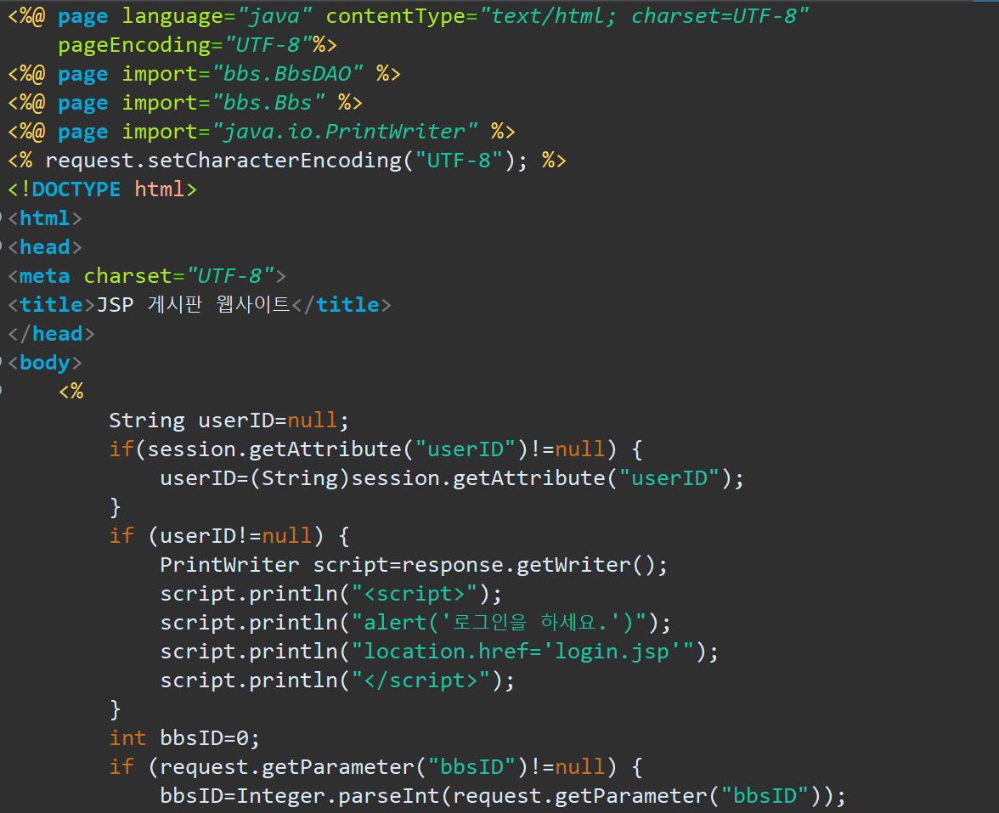 <%@ page language="java" contentType="text/html; charset=UTF-8"
    pageEncoding="UTF-8"%>
<%@ page import="bbs.BbsDAO" %>
<%@ page import="bbs.Bbs" %>
<%@ page import="java.io.PrintWriter" %>
<% request.setCharacterEncoding("UTF-8"); %>
<!DOCTYPE html>
<html>
<head>
<meta charset="UTF-8">
<title>JSP 게시판 웹사이트</title>
</head>
<body>
    <%
        String userID=null;
        if(session.getAttribute("userID")!=null) {
            userID=(String)session.getAttribute("userID");
        }
        if (userID!=null) {
            PrintWriter script=response.getWriter();
            script.println("<script>");
            script.println("alert('로그인을 하세요.')");
            script.println("location.href='login.jsp'");
            script.println("</script>");
        }
        int bbsID=0;
        if (request.getParameter("bbsID")!=null) {
            bbsID=Integer.parseInt(request.getParameter("bbsID"));